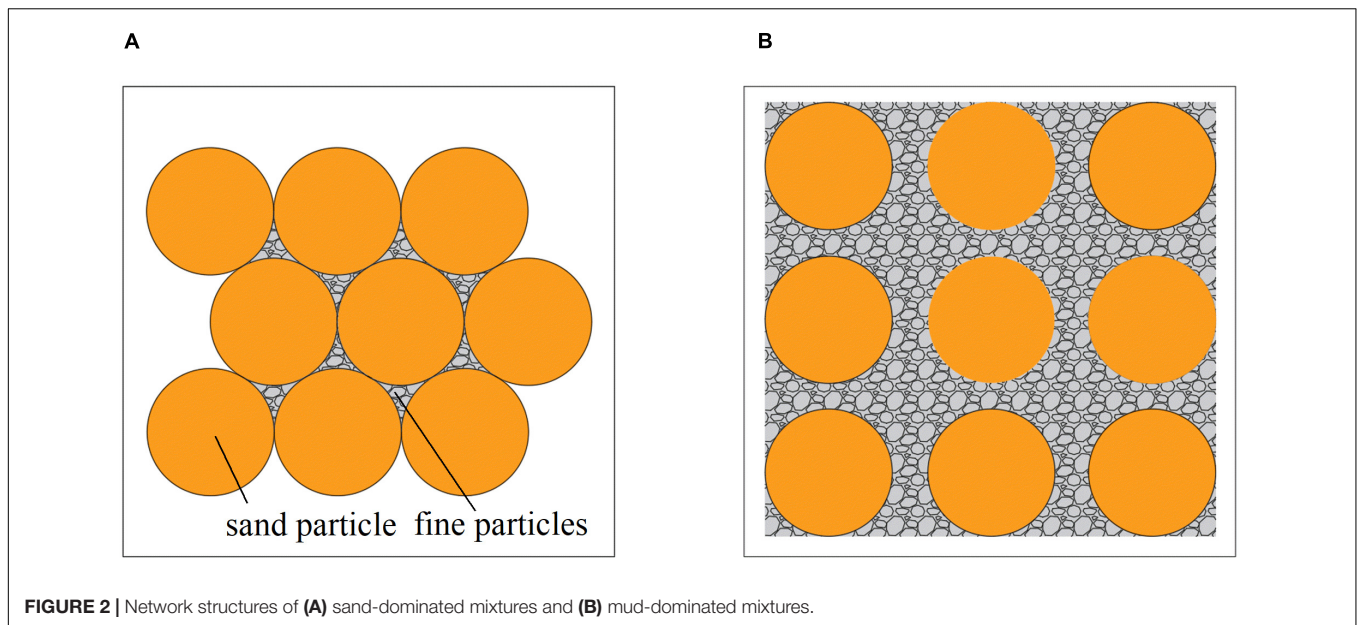 A
B
sand particle fine particles
FIGURE 2 | Network structures of (A) sand-dominated mixtures and (B) mud-dominated mixtures.